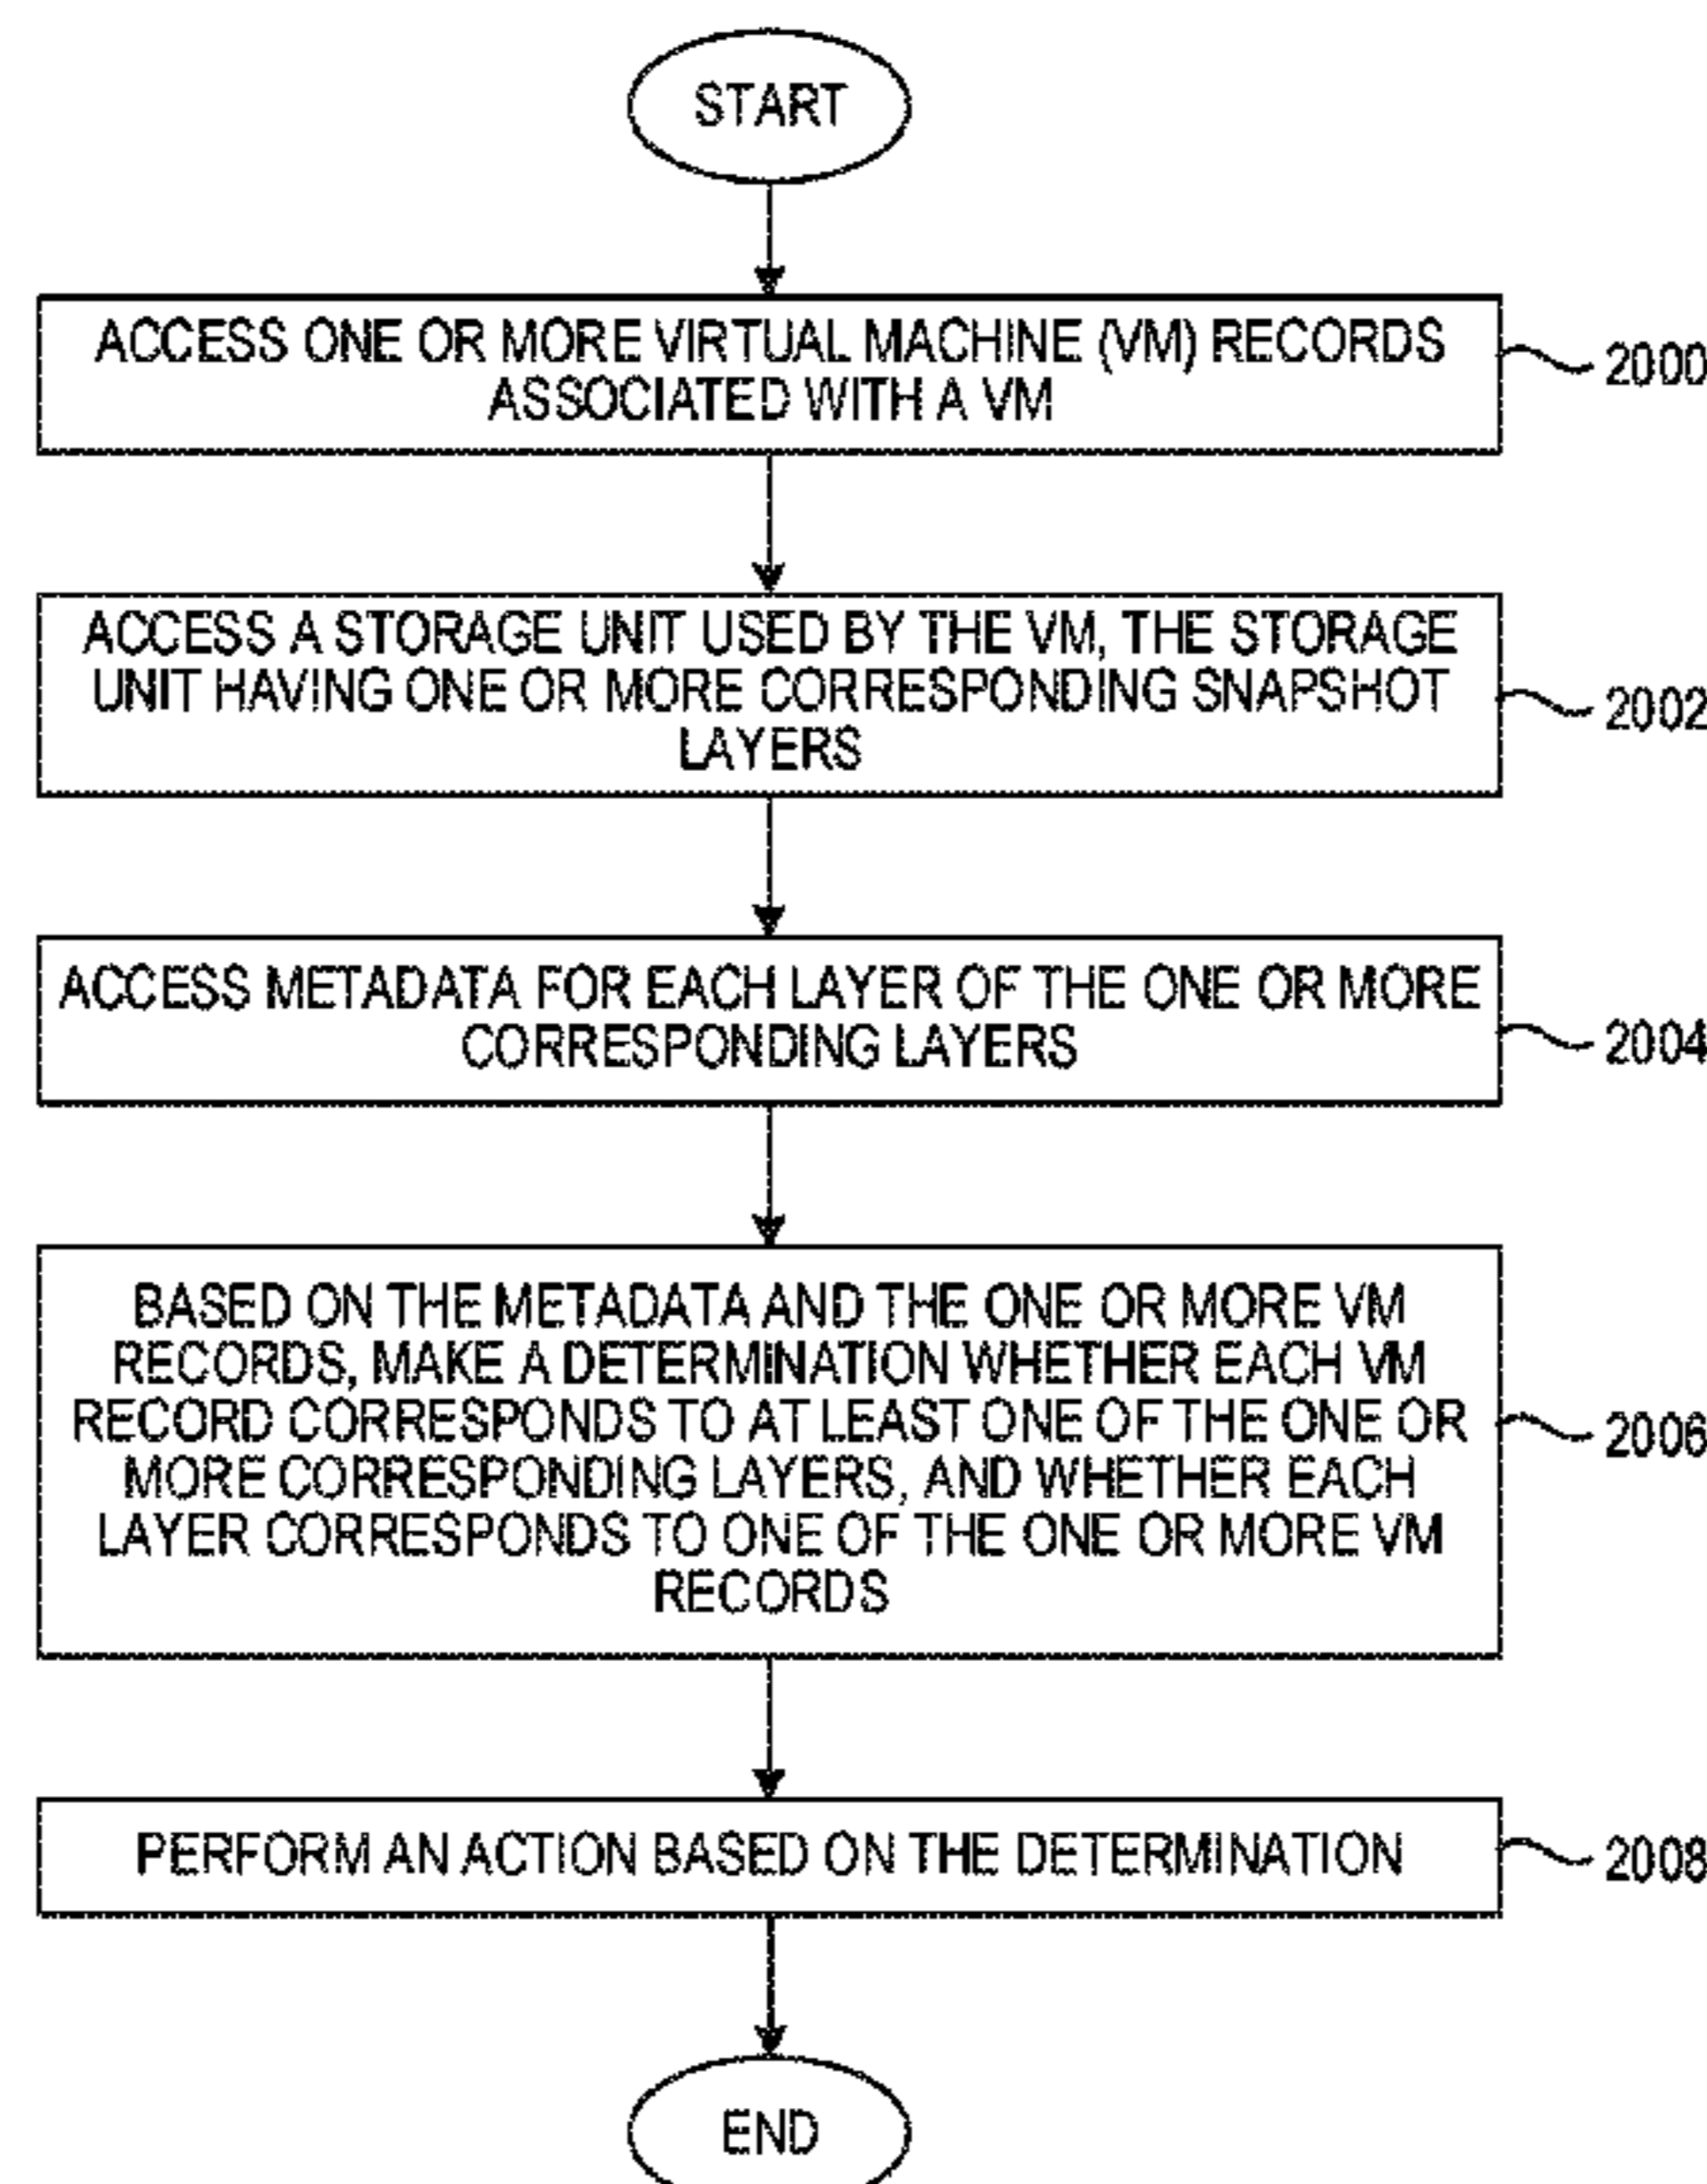 START
ACCESS ONE OR MORE VIRTUAL MACHINE (VM) RECORDS
ASSOCIATED WITH A VM
2000
ACCESS A STORAGE UNIT USED BY THE VM, THE STORAGE
UNIT HAVING ONE OR MORE CORRESPONDING SNAPSHOT
LAYERS
2002
ACCESS METADATA FOR EACH LAYER OF THE ONE OR MORE
CORRESPONDING LAYERS
2004
BASED ON THE METADATA AND THE ONE OR MORE VM
RECORDS, MAKE A DETERMINATION WHETHER EACH VM
RECORD CORRESPONDS TO AT LEAST ONE OF THE ONE OR
MORE CORRESPONDING LAYERS, AND WHETHER EACH
LAYER CORRESPONDS TO ONE OF THE ONE OR MORE VM
RECORDS
2006
PERFORM AN ACTION BASED ON THE DETERMINATION
2008
END